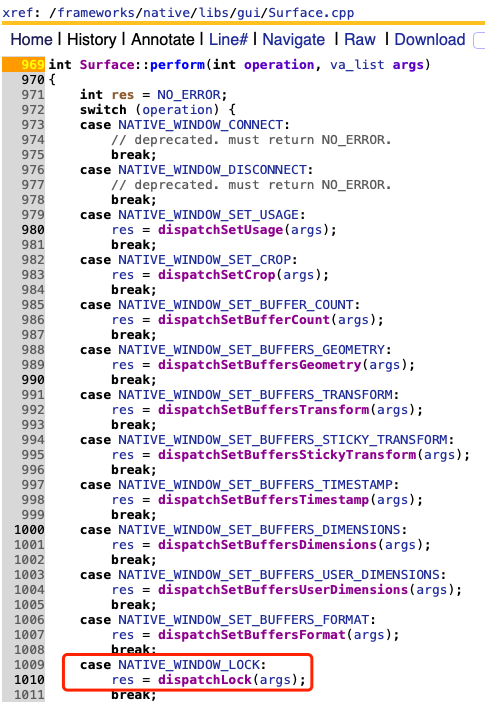 xref: /frameworks/native/libs/gui/Surface.cpp
Home | History | Annotate | Line# | Navigate | Raw | Download
969 int Surface::perform(int operation, va_list args)
970 {
971     int res = NO_ERROR;
972     switch (operation) {
973     case NATIVE_WINDOW_CONNECT:
974         // deprecated. must return NO_ERROR.
975         break;
976     case NATIVE_WINDOW_DISCONNECT:
977         // deprecated. must return NO_ERROR.
978         break;
979     case NATIVE_WINDOW_SET_USAGE:
980         res = dispatchSetUsage(args);
981         break;
982     case NATIVE_WINDOW_SET_CROP:
983         res = dispatchSetCrop(args);
984         break;
985     case NATIVE_WINDOW_SET_BUFFER_COUNT:
986         res = dispatchSetBufferCount(args);
987         break;
988     case NATIVE_WINDOW_SET_BUFFERS_GEOMETRY:
989         res = dispatchSetBuffersGeometry(args);
990         break;
991     case NATIVE_WINDOW_SET_BUFFERS_TRANSFORM:
992         res = dispatchSetBuffersTransform(args);
993         break;
994     case NATIVE_WINDOW_SET_BUFFERS_STICKY_TRANSFORM:
995         res = dispatchSetBuffersStickyTransform(args);
996         break;
997     case NATIVE_WINDOW_SET_BUFFERS_TIMESTAMP:
998         res = dispatchSetBuffersTimestamp(args);
999         break;
1000     case NATIVE_WINDOW_SET_BUFFERS_DIMENSIONS:
1001         res = dispatchSetBuffersDimensions(args);
1002         break;
1003     case NATIVE_WINDOW_SET_BUFFERS_USER_DIMENSIONS:
1004         res = dispatchSetBuffersUserDimensions(args);
1005         break;
1006     case NATIVE_WINDOW_SET_BUFFERS_FORMAT:
1007         res = dispatchSetBuffersFormat(args);
1008         break;
1009     case NATIVE_WINDOW_LOCK:
1010         res = dispatchLock(args);
1011         break;